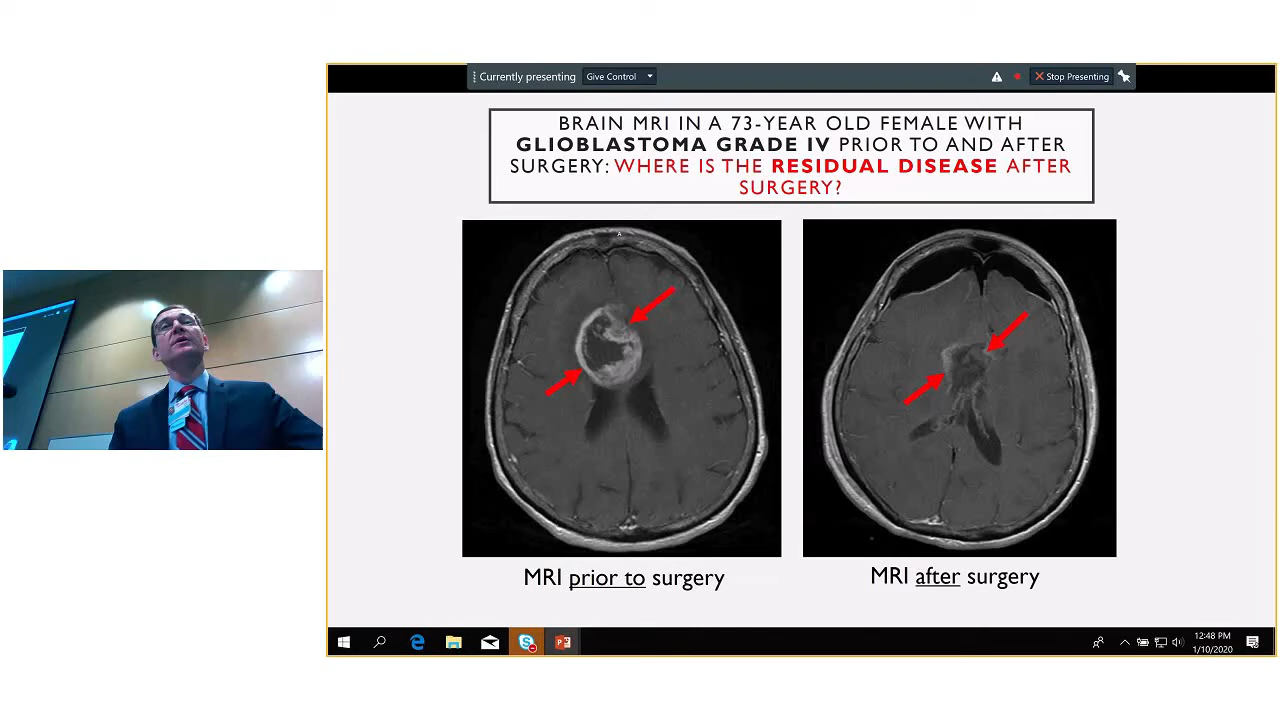 Currently presenting
Give Control
Stop Presenting
BRAIN MRI IN A 73-YEAR OLD FEMALE WITH
GLIOBLASTOMA GRADE IV PRIOR TO AND AFTER
SURGERY: WHERE IS THE RESIDUAL DISEASE AFTER
SURGERY?
A
MRI prior to surgery
MRI after surgery
12:48 PM
1/10/2020